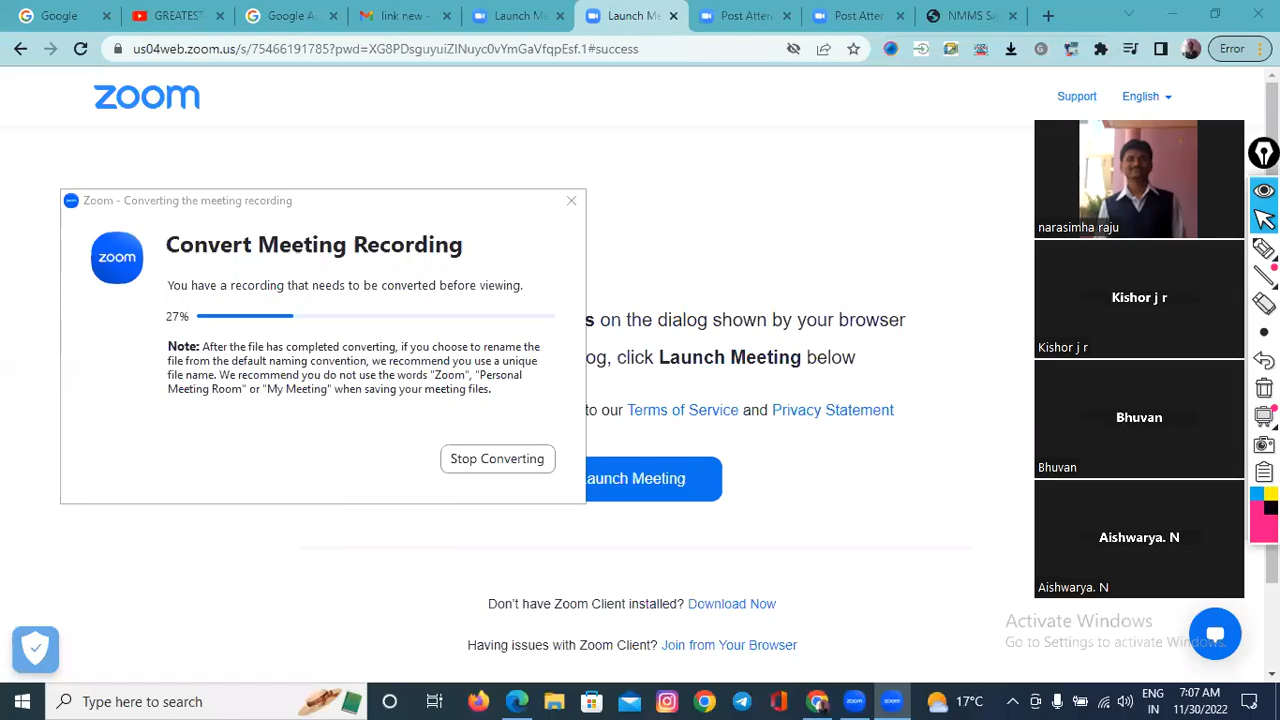 Google
GREATEST
Google A
link new -
Launch Me
Launch Me
Post Atten
Post Atter
NMMS SA
us04web.zoom.us/s/75466191785?pwd=XG8PDsguyuiZINuyc0vYmGaVfqpEsf.1#success
Error
zoom
Support
English
Zoom - Converting the meeting recording
zoom
Convert Meeting Recording
You have a recording that needs to be converted before viewing.
27%
Note: After the file has completed converting, if you choose to rename the
file from the default naming convention, we recommend you use a unique
file name. We recommend you do not use the words "Zoom", "Personal
Meeting Room" or "My Meeting" when saving your meeting files.
Stop Converting
s on the dialog shown by your browser
og, click Launch Meeting below
to our Terms of Service and Privacy Statement
Launch Meeting
Don't have Zoom Client installed? Download Now
Having issues with Zoom Client? Join from Your Browser
narasimha raju
Kishor j r
Kishor j r
Bhuvan
Bhuvan
Aishwarya. N
Aishwarya. N
Activate Windows
Go to Settings to activate Windows.
Type here to search
17°C
ENG
IN
7:07 AM
11/30/2022